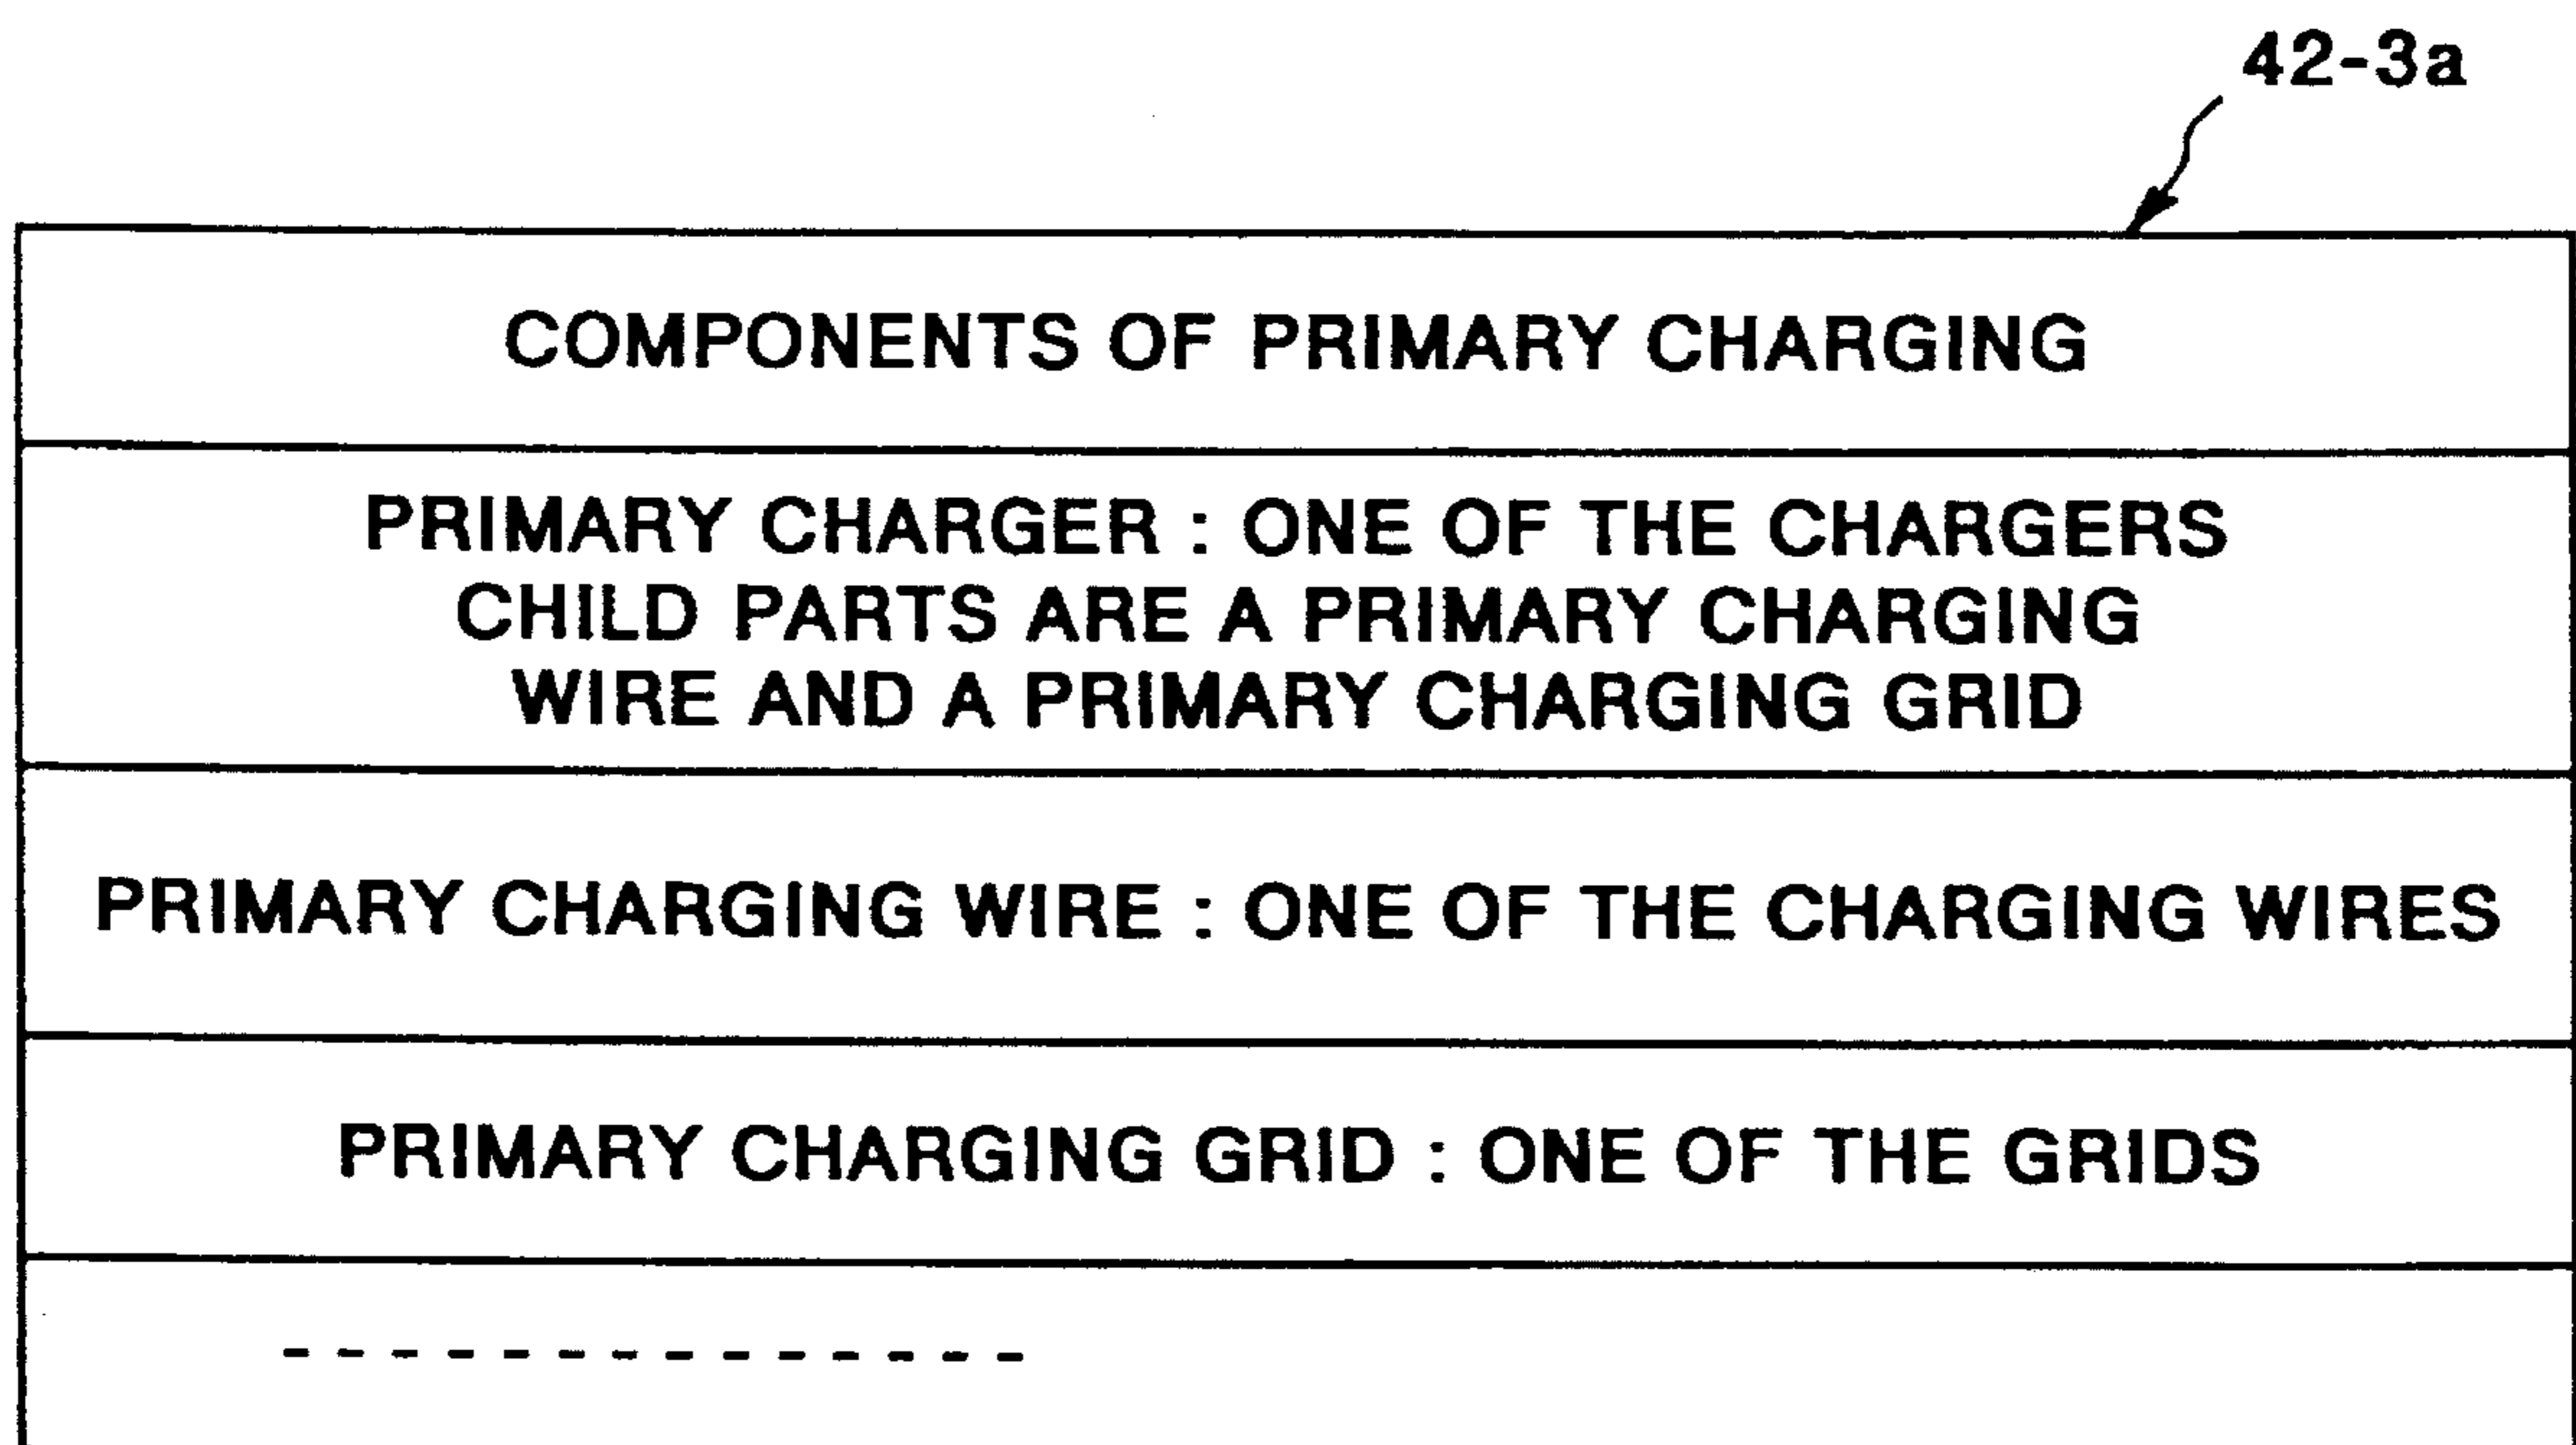 42-3a
COMPONENTS OF PRIMARY CHARGING
PRIMARY CHARGER : ONE OF THE CHARGERS
CHILD PARTS ARE A PRIMARY CHARGING
WIRE AND A PRIMARY CHARGING GRID
PRIMARY CHARGING WIRE : ONE OF THE CHARGING WIRES
PRIMARY CHARGING GRID : ONE OF THE GRIDS
- - - - - - - - - - - - - -